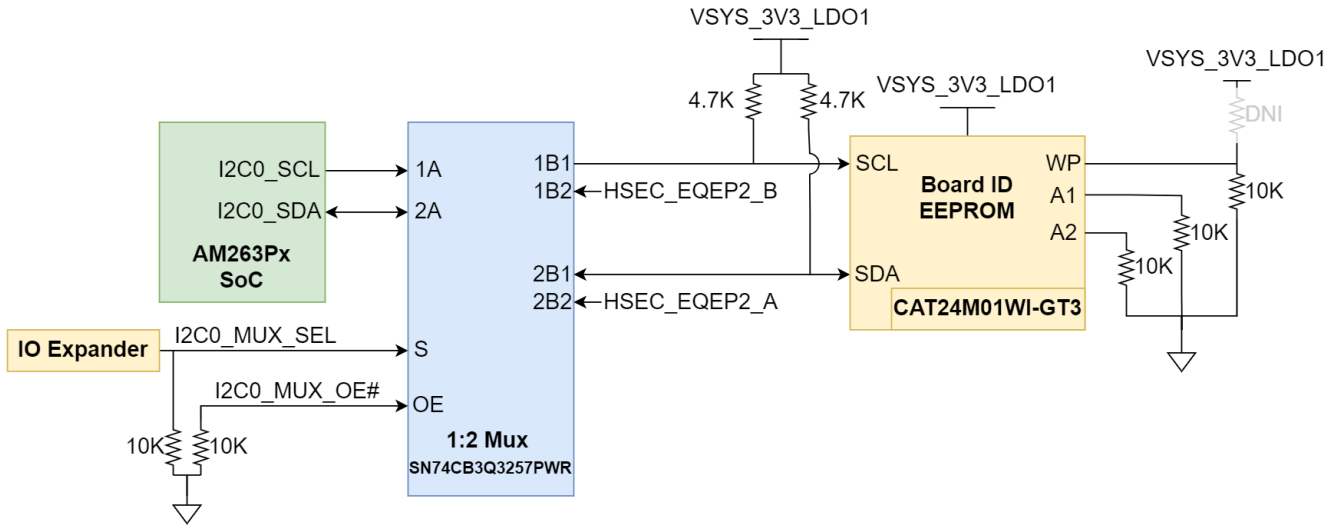 VSYS_3V3_LDO1
VSYS_3V3_LDO1
VSYS_3V3_LDO1
4.7K
4.7K
DNI
I2C0_SCL
I2C0_SDA
AM263Px
SoC
1A
2A
1B1
1B2
HSEC_EQEP2_B
2B1
2B2
HSEC_EQEP2_A
S
OE
1:2 Mux
SN74CB3Q3257PWR
SCL
SDA
Board ID
EEPROM
WP
A1
A2
CAT24M01WI-GT3
10K
10K
10K
IO Expander
I2C0_MUX_SEL
I2C0_MUX_OE#
10K
10K